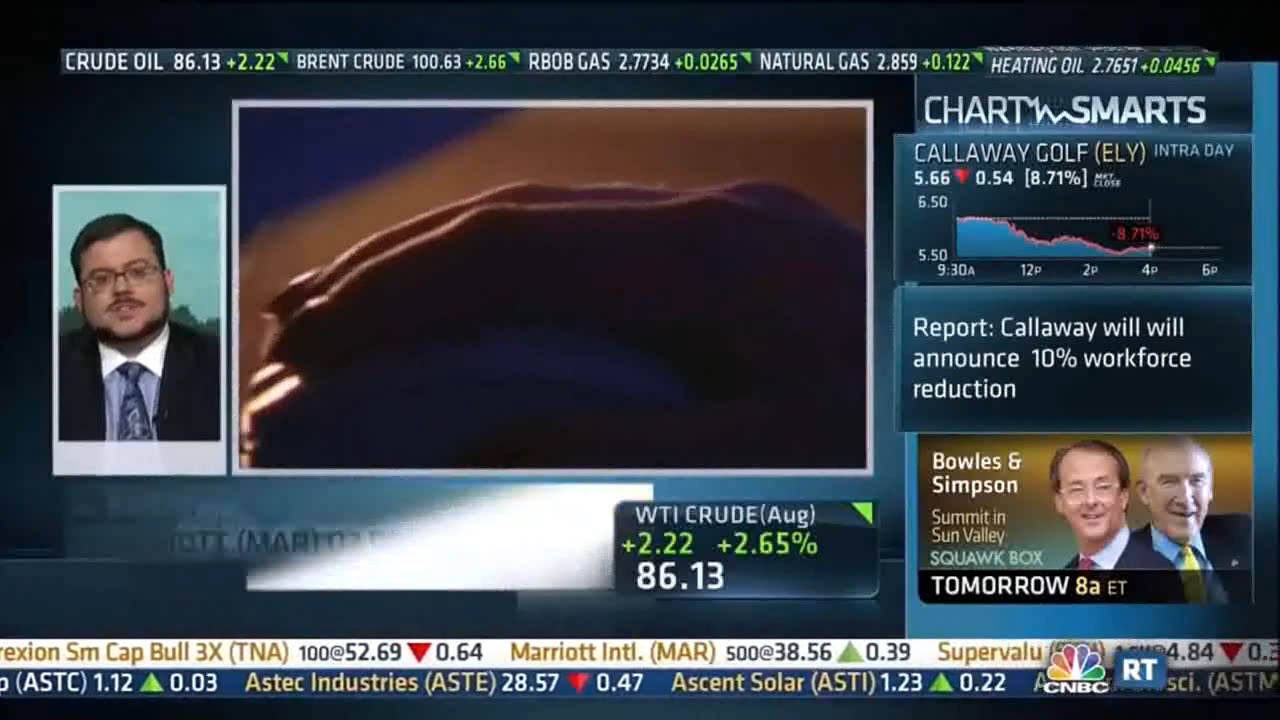 CRUDE OIL 86.13 +2.22 BRENT CRUDE 100.63 +2.66 RBOB GAS 2.7734 +0.0265 NATURAL GAS 2.859 +0.122 HEATING OIL 2.7651 +0.0456
CHART SMARTS
CALLAWAY GOLF (ELY) INTRA DAY
5.66 0.54 [8.71%] MKT. CLOSE
6.50
-8.71%
5.50
9:30A 12P 2P 4P 6P
Report: Callaway will will
announce 10% workforce
reduction
Bowles &
Simpson
Summit in
Sun Valley
SQUAWK BOX
TOMORROW 8a ET
WTI CRUDE(Aug)
+2.22 +2.65%
86.13
rexion Sm Cap Bull 3X (TNA) 100@52.69 0.64 Marriott Intl. (MAR) 500@38.56 0.39 Supervalu 4.84
p (ASTC) 1.12 0.03 Astec Industries (ASTE) 28.57 0.47 Ascent Solar (ASTI) 1.23 0.22 sci. (ASTM
CNBC RT